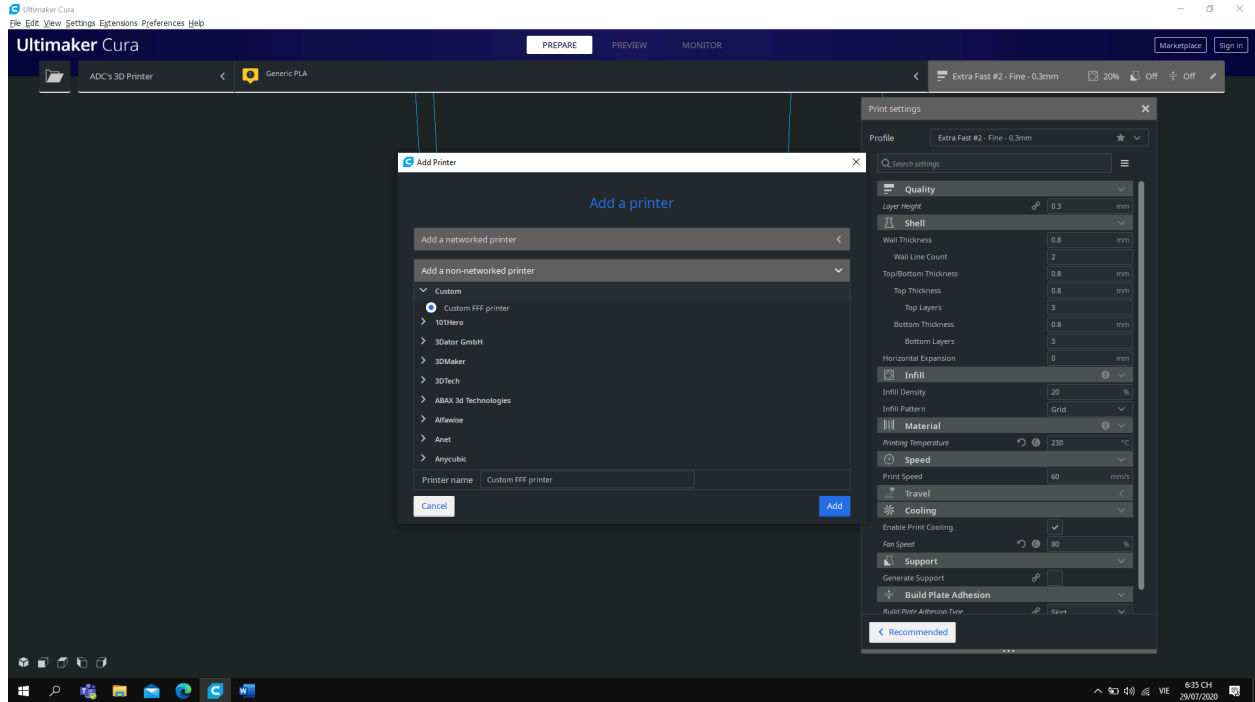 Ultimaker Cura
File Edit View Settings Extensions Preferences Help
Ultimaker Cura
PREPARE PREVIEW MONITOR
Marketplace Sign in
ADC's 3D Printer
Generic PLA
Extra Fast #2 - Fine - 0.3mm 20% Off Off
Add Printer
Add a printer
Add a networked printer
Add a non-networked printer
Custom
Custom FFF printer
101Hero
3Dator GmbH
3DMaker
3DTech
ABAX 3d Technologies
Alfawise
Anet
Anycubic
Printer name Custom FFF printer
Cancel Add
Print settings
Profile Extra Fast #2 - Fine - 0.3mm
Search settings
Quality
Layer Height 0.3 mm
Shell
Wall Thickness 0.8 mm
Wall Line Count 2
Top/Bottom Thickness 0.8 mm
Top Thickness 0.8 mm
Top Layers 3
Bottom Thickness 0.8 mm
Bottom Layers 3
Horizontal Expansion 0 mm
Infill
Infill Density 20 %
Infill Pattern Grid
Material
Printing Temperature 230 °C
Speed
Print Speed 60 mm/s
Travel
Cooling
Enable Print Cooling
Fan Speed 80 %
Support
Generate Support
Build Plate Adhesion
Build Plate Adhesion Type Skirt
Recommended
VIE 6:35 CH
29/07/2020